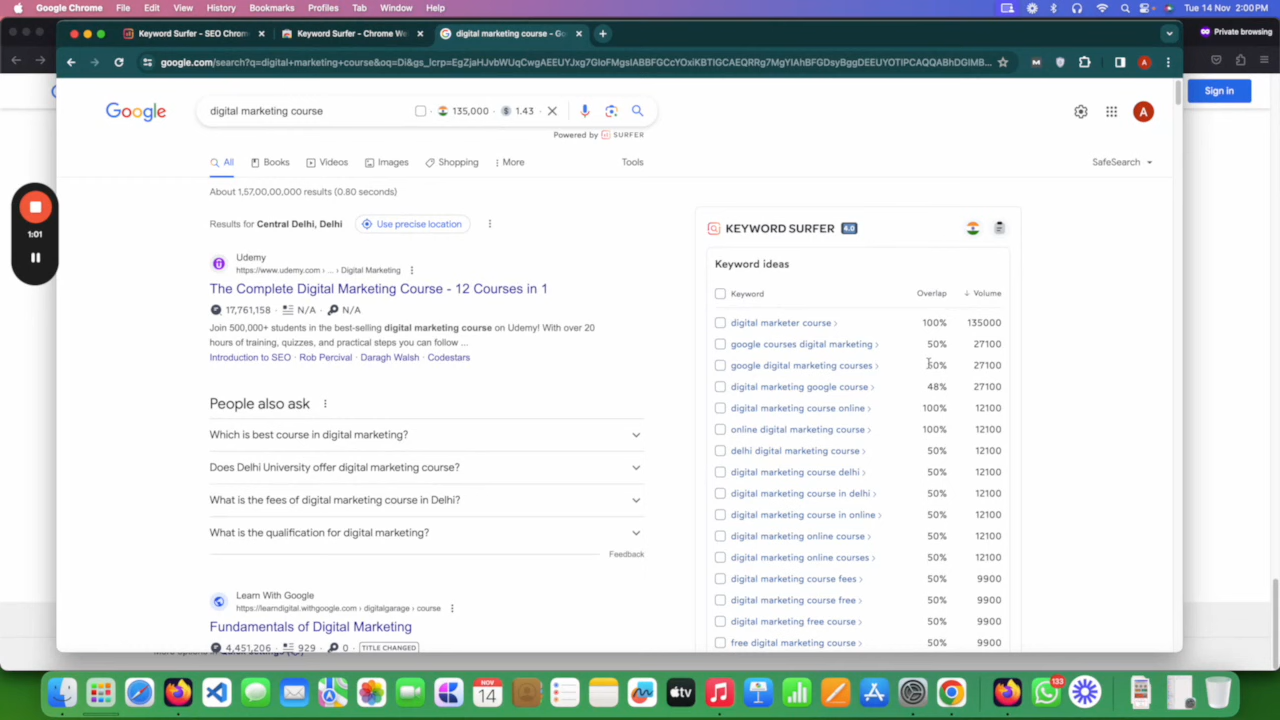 Google Chrome File Edit View History Bookmarks Profiles Tab Window Help Tue 14 Nov 2:00PM
Keyword Surfer - SEO Chrom Keyword Surfer - Chrome We digital marketing course - Go Private browsing
google.com/search?q=digital+marketing+course&oq=Di&gs_lcrp=
Sign in
Google digital marketing course 135,000 · 1.43 · A
Powered by SURFER
All Books Videos Images Shopping More Tools SafeSearch
About 1,57,00,00,000 results (0.80 seconds)
Results for Central Delhi, Delhi Use precise location
Udemy
https://www.udemy.com › ... › Digital Marketing
The Complete Digital Marketing Course - 12 Courses in 1
17,761,158 · N/A · N/A
Join 500,000+ students in the best-selling digital marketing course on Udemy! With over 20
hours of training, quizzes, and practical steps you can follow ...
Introduction to SEO · Rob Percival · Daragh Walsh · Codestars
People also ask
Which is best course in digital marketing?
Does Delhi University offer digital marketing course?
What is the fees of digital marketing course in Delhi?
What is the qualification for digital marketing?
Feedback
Learn With Google
https://learndigital.withgoogle.com › digitalgarage › course
Fundamentals of Digital Marketing
4,451,206 · 929 · 0 TITLE CHANGED
KEYWORD SURFER 4.0
Keyword ideas
Keyword Overlap Volume
digital marketer course › 100% 135000
google courses digital marketing › 50% 27100
google digital marketing courses › 50% 27100
digital marketing google course › 48% 27100
digital marketing course online › 100% 12100
online digital marketing course › 100% 12100
delhi digital marketing course › 50% 12100
digital marketing course delhi › 50% 12100
digital marketing course in delhi › 50% 12100
digital marketing course in online › 50% 12100
digital marketing online course › 50% 12100
digital marketing online courses › 50% 12100
digital marketing course fees › 50% 9900
digital marketing course free › 50% 9900
digital marketing free course › 50% 9900
free digital marketing course › 50% 9900
1:01
NOV
14
tv
133